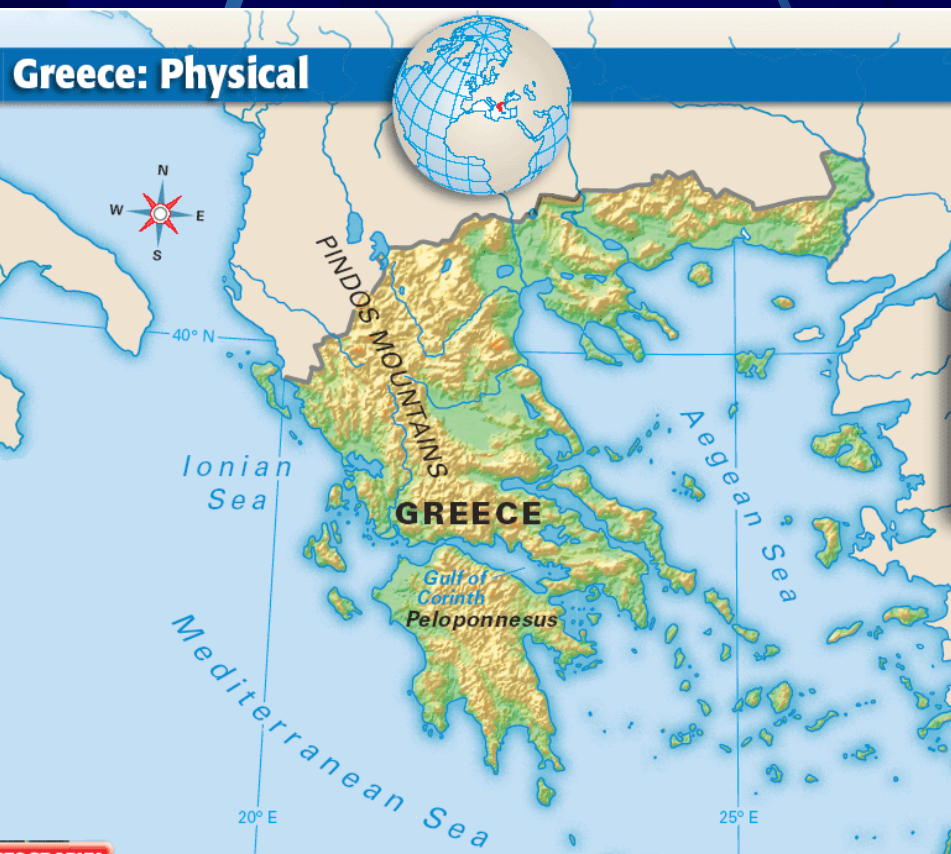 Greece: Physical
N
W
E
S
PINDOS MOUNTAINS
40° N
Aegean Sea
Ionian
Sea
GREECE
Gulf of
Corinth
Peloponnesus
Mediterranean Sea
20° E
25° E